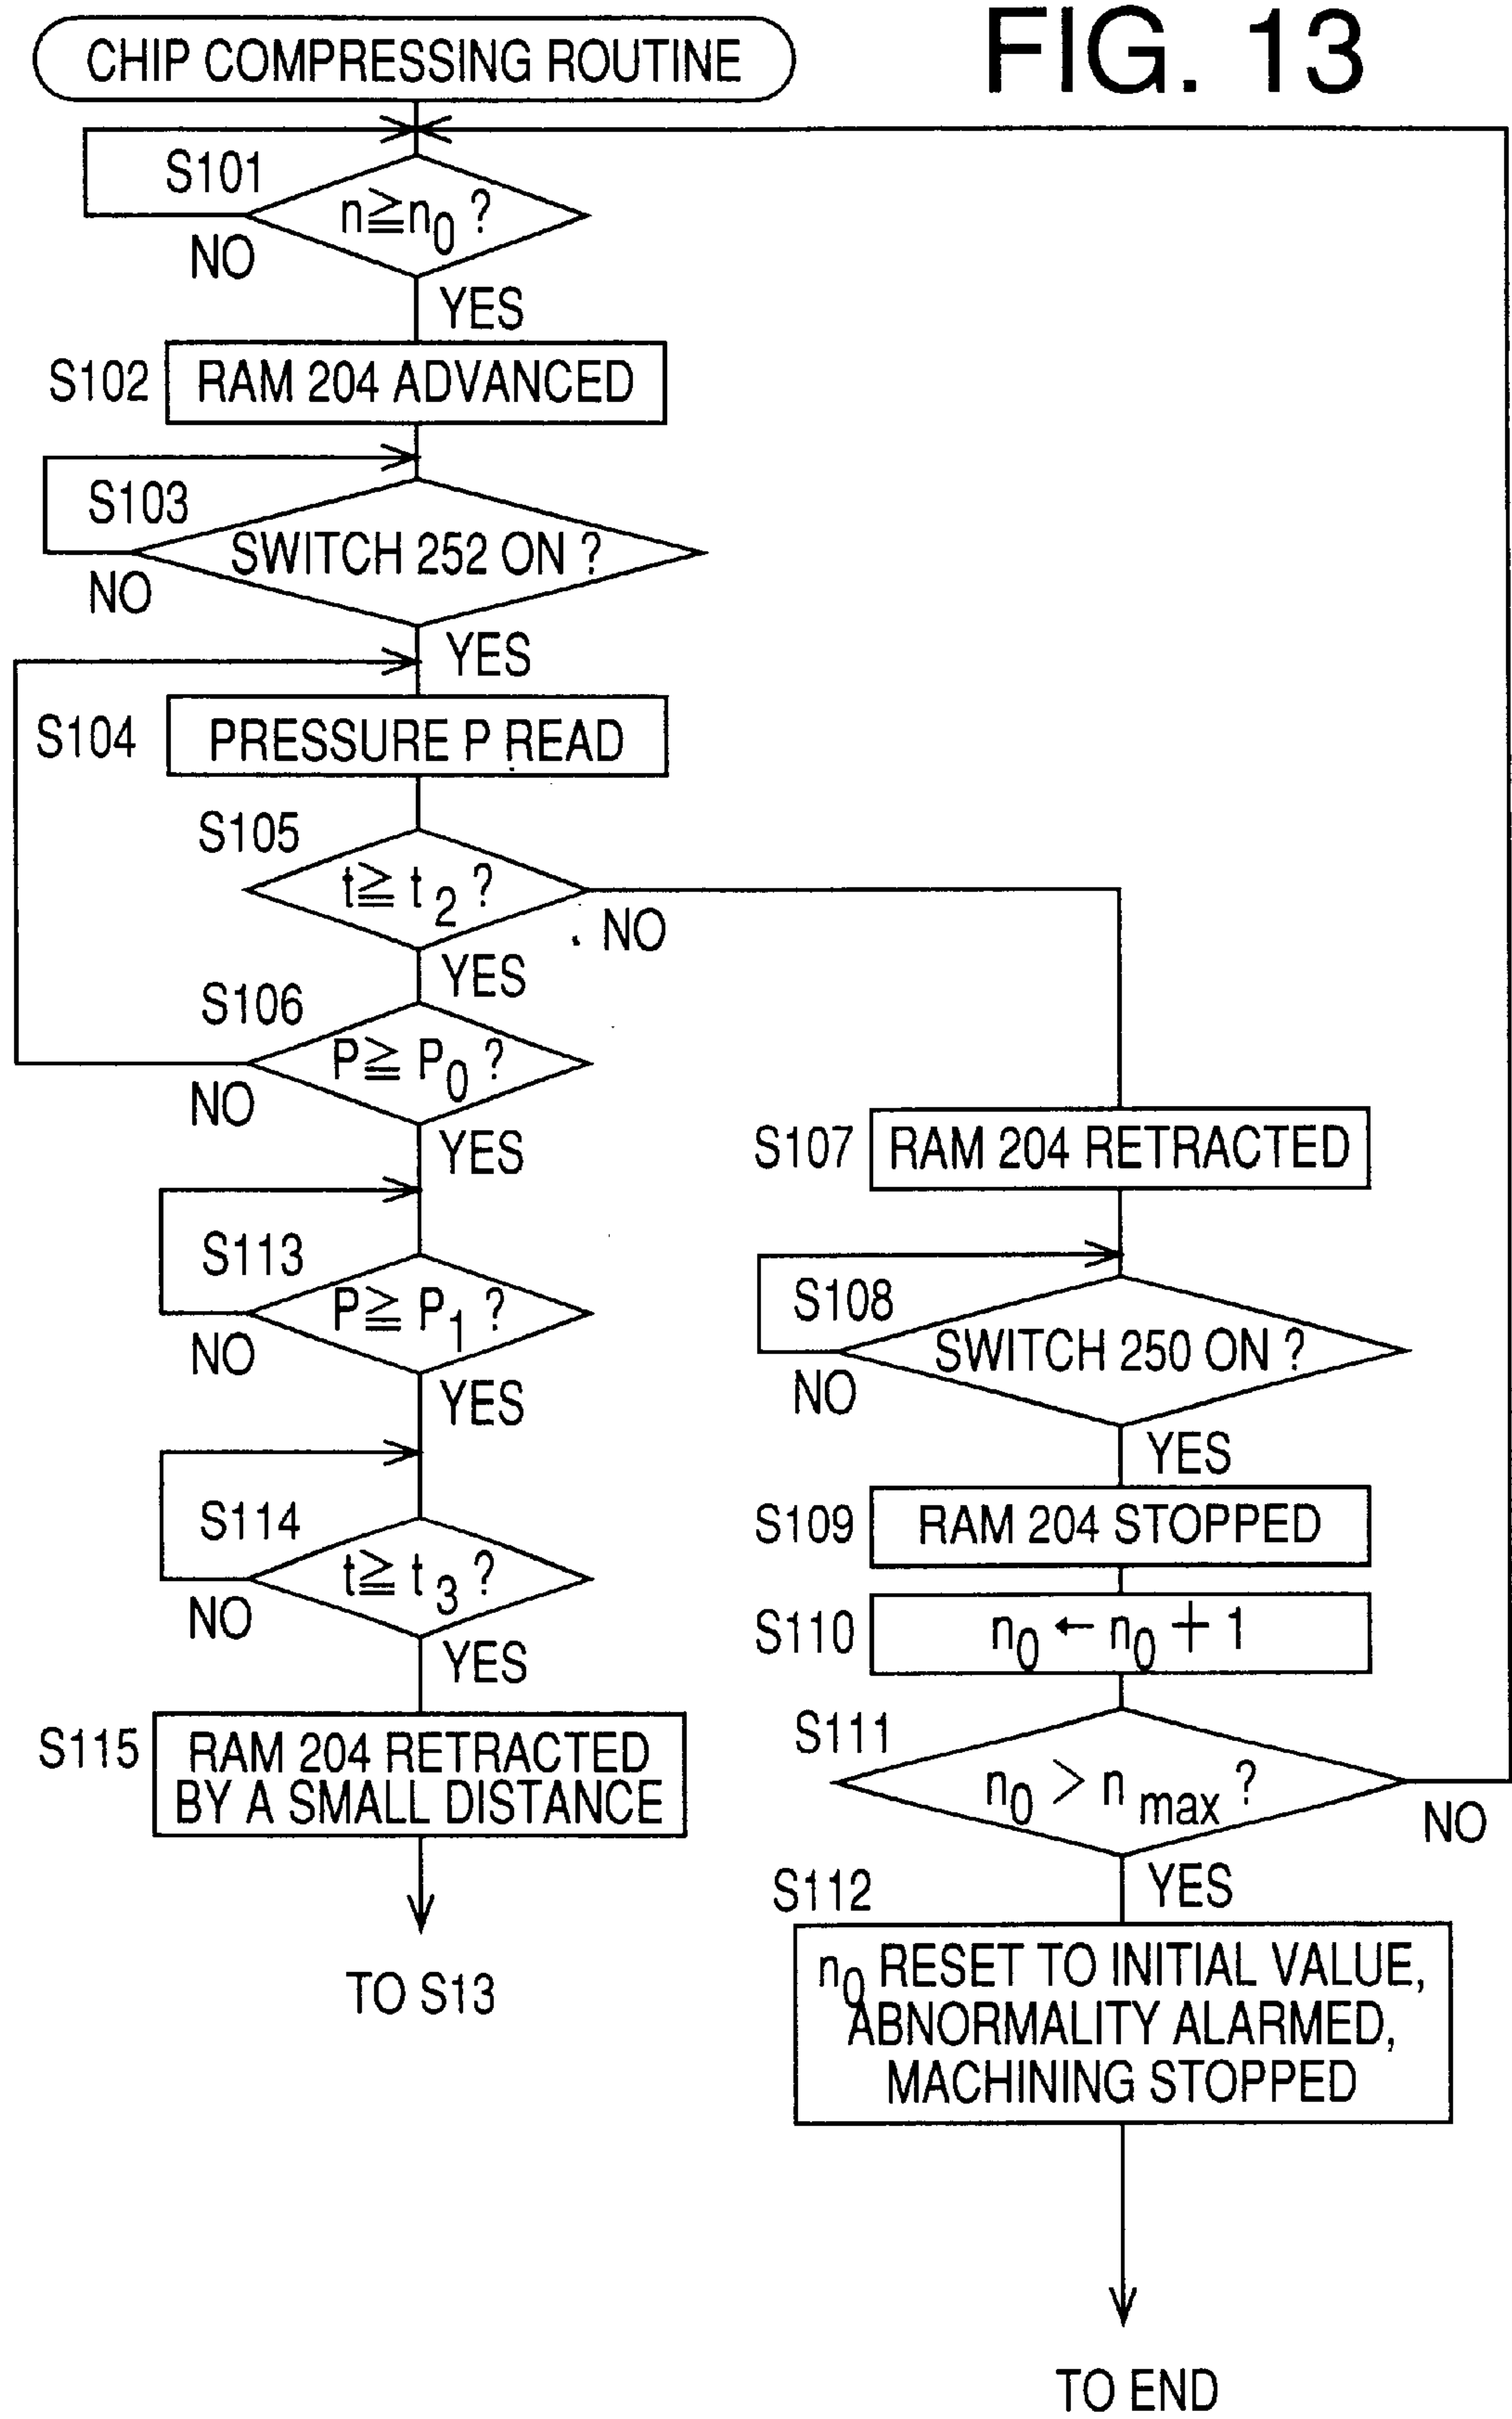 FIG. 13
CHIP COMPRESSING ROUTINE
S101
n≧n0 ?
NO
YES
S102
RAM 204 ADVANCED
S103
SWITCH 252 ON ?
NO
YES
S104
PRESSURE P READ
S105
t≧ t2 ?
NO
YES
S106
P≧ P0 ?
NO
YES
S113
P≧ P1 ?
NO
YES
S114
t≧ t3 ?
NO
YES
S115
RAM 204 RETRACTED
BY A SMALL DISTANCE
TO S13
S107
RAM 204 RETRACTED
S108
SWITCH 250 ON ?
NO
YES
S109
RAM 204 STOPPED
S110
n0 ← n0 + 1
S111
n0 > n max ?
NO
YES
S112
n0 RESET TO INITIAL VALUE,
ABNORMALITY ALARMED,
MACHINING STOPPED
TO END